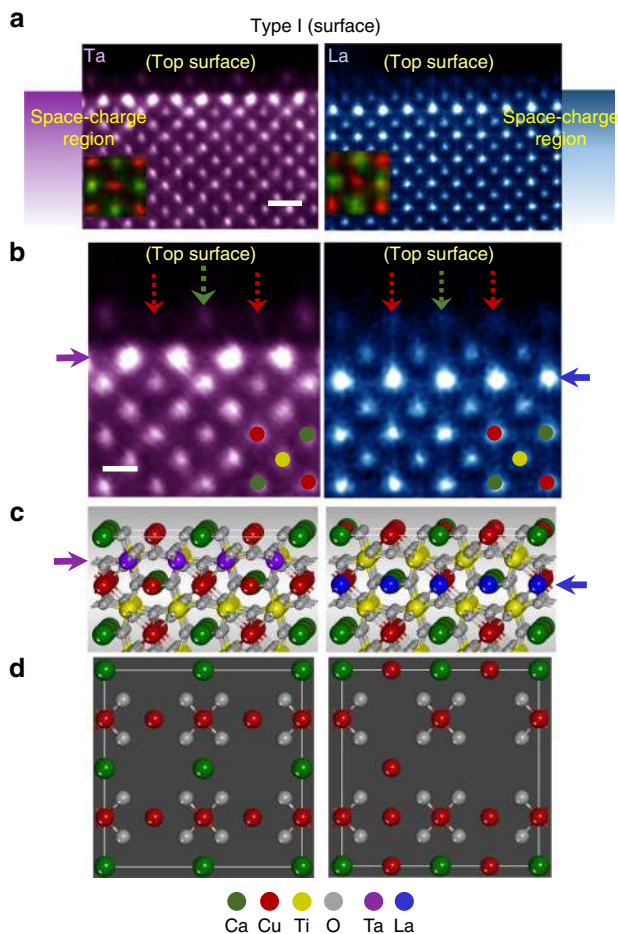 a
Type I (surface)
Ta
(Top surface)
La
(Top surface)
Space-charge
region
Space-charge
region
b
(Top surface)
(Top surface)
c
d
Ca Cu Ti O Ta La